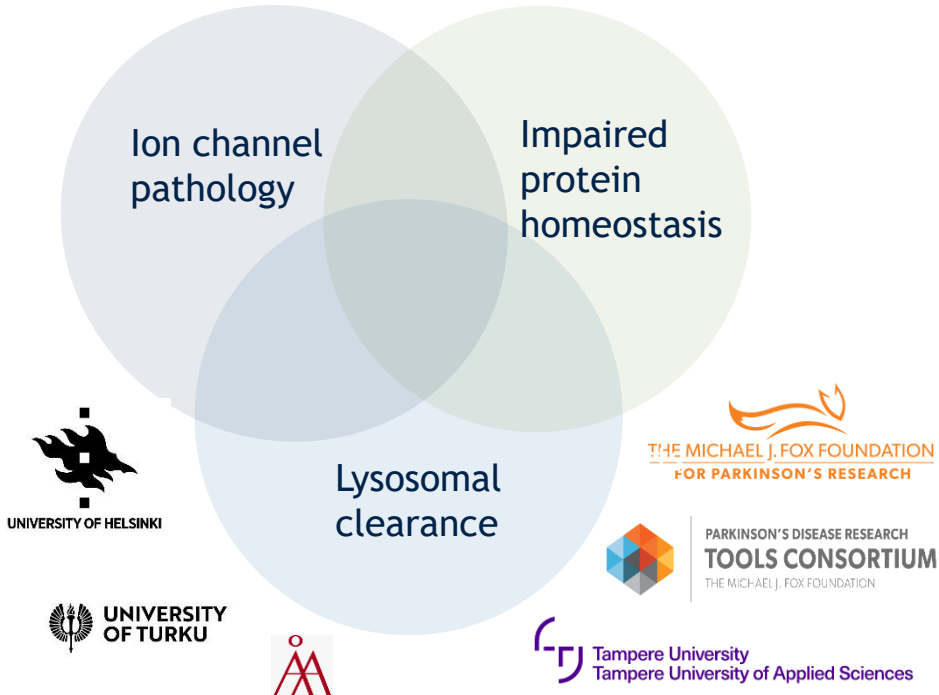 Ion channel
pathology
Impaired
protein
homeostasis
Lysosomal
clearance
UNIVERSITY OF HELSINKI
THE MICHAEL J. FOX FOUNDATION
FOR PARKINSON'S RESEARCH
PARKINSON'S DISEASE RESEARCH
TOOLS CONSORTIUM
THE MICHAEL J. FOX FOUNDATION
UNIVERSITY
OF TURKU
Tampere University
Tampere University of Applied Sciences